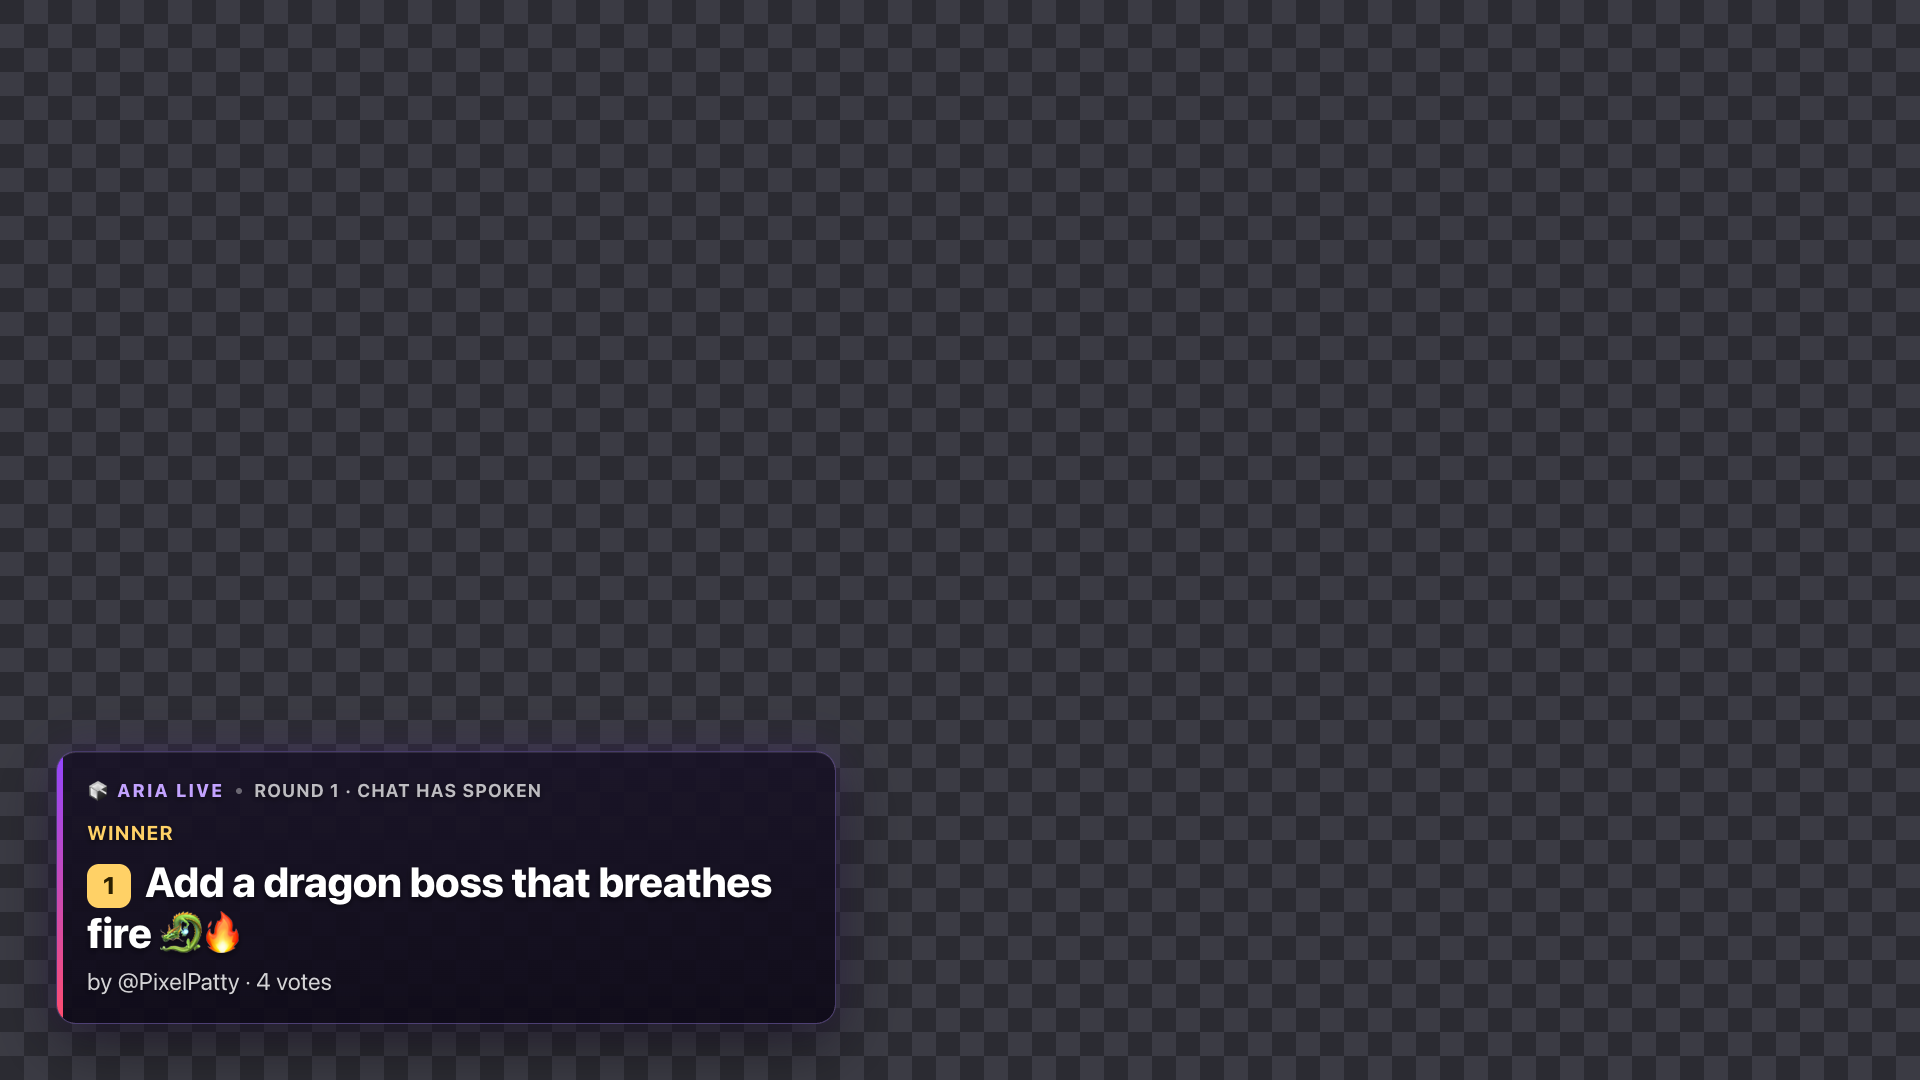 ARIA LIVE • ROUND 1 · CHAT HAS SPOKEN
WINNER
1 Add a dragon boss that breathes
fire 🐉🔥
by @PixelPatty · 4 votes